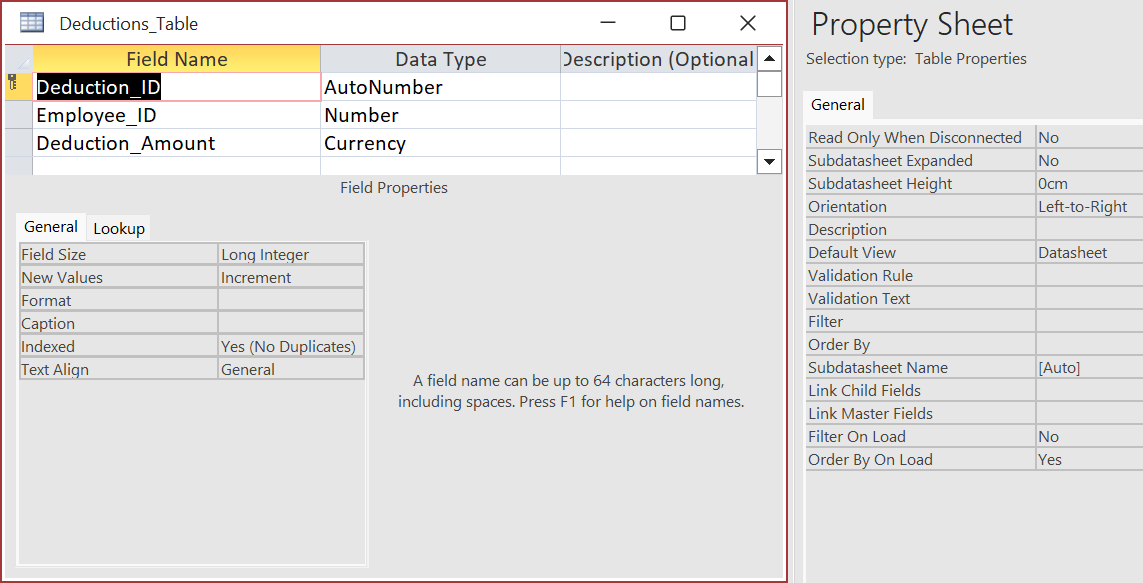 Deductions_Table
Field Name Data Type Description (Optional
Deduction_ID AutoNumber
Employee_ID Number
Deduction_Amount Currency
Field Properties
General Lookup
Field Size Long Integer
New Values Increment
Format
Caption
Indexed Yes (No Duplicates)
Text Align General
A field name can be up to 64 characters long,
including spaces. Press F1 for help on field names.
Property Sheet
Selection type: Table Properties
General
Read Only When Disconnected No
Subdatasheet Expanded No
Subdatasheet Height 0cm
Orientation Left-to-Right
Description
Default View Datasheet
Validation Rule
Validation Text
Filter
Order By
Subdatasheet Name [Auto]
Link Child Fields
Link Master Fields
Filter On Load No
Order By On Load Yes